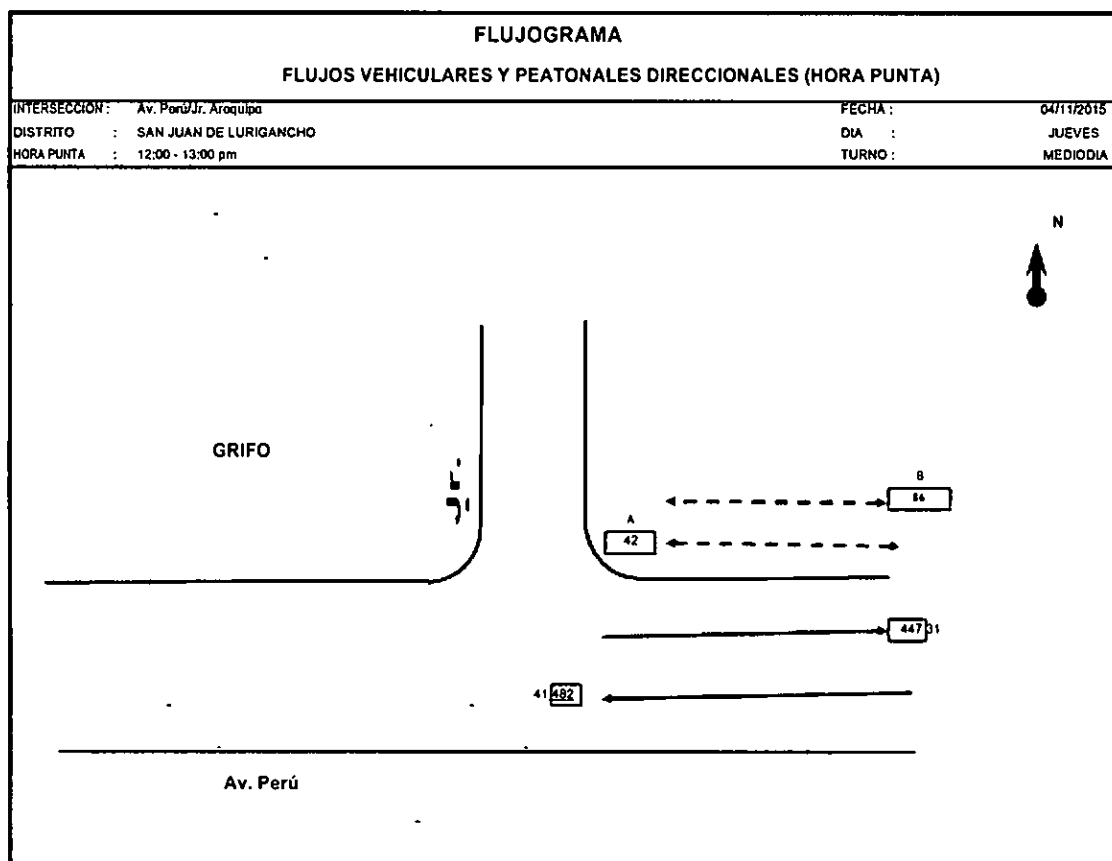 FLUJOGRAMA
FLUJOS VEHICULARES Y PEATONALES DIRECCIONALES (HORA PUNTA)
INTERSECCION : Av. Perú/Jr. Arequipa FECHA : 04/11/2015
DISTRITO : SAN JUAN DE LURIGANCHO DIA : JUEVES
HORA PUNTA : 12:00 - 13:00 pm TURNO : MEDIODIA
N
GRIFO
B
86
A
42
447 31
41 482
Av. Perú